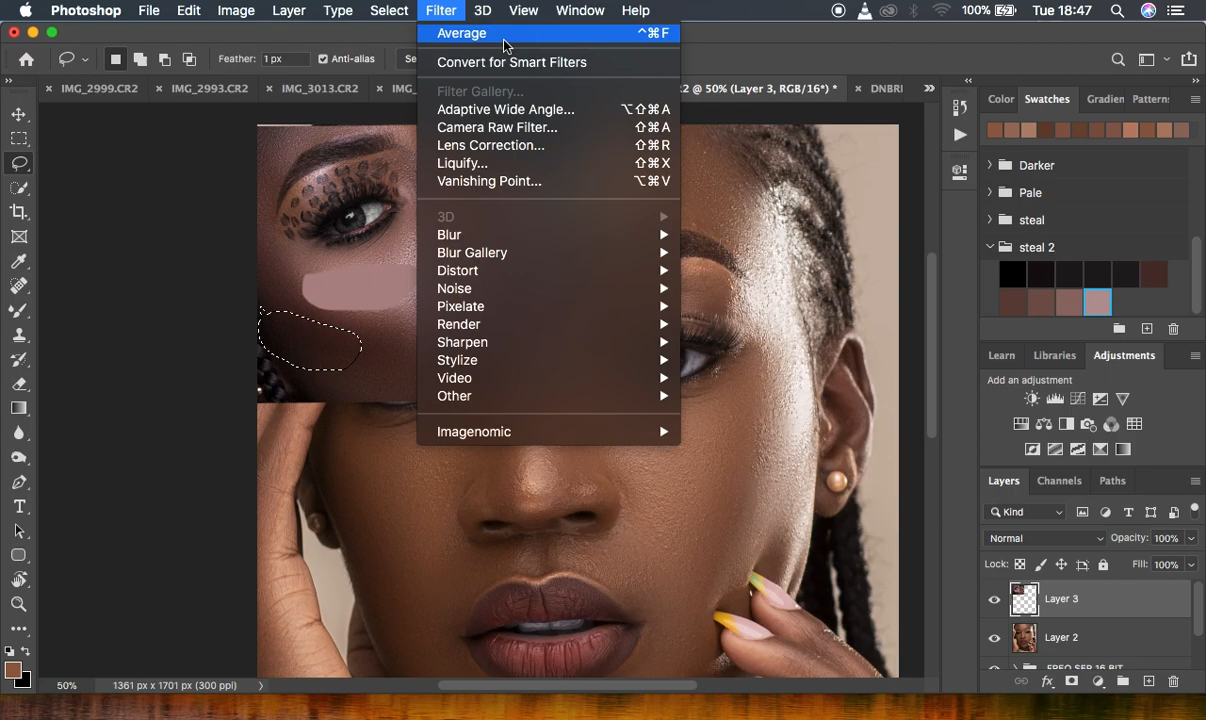 Photoshop File Edit Image Layer Type Select Filter 3D View Window Help 100% Tue 18:47
Feather: 1 px Anti-alias Se
IMG_2999.CR2 IMG_2993.CR2 IMG_3013.CR2 IMG_ 2 @ 50% (Layer 3, RGB/16*) * DNBRI
Average ^⌘F
Convert for Smart Filters
Filter Gallery...
Adaptive Wide Angle... ⌥⇧⌘A
Camera Raw Filter... ⇧⌘A
Lens Correction... ⇧⌘R
Liquify... ⇧⌘X
Vanishing Point... ⌥⌘V
3D
Blur
Blur Gallery
Distort
Noise
Pixelate
Render
Sharpen
Stylize
Video
Other
Imagenomic
Color Swatches Gradien Patterns
Darker
Pale
steal
steal 2
Learn Libraries Adjustments
Add an adjustment
Layers Channels Paths
Kind
Normal Opacity: 100%
Lock: Fill: 100%
Layer 3
Layer 2
FREQ SEP 16 BIT
50% 1361 px x 1701 px (300 ppi)